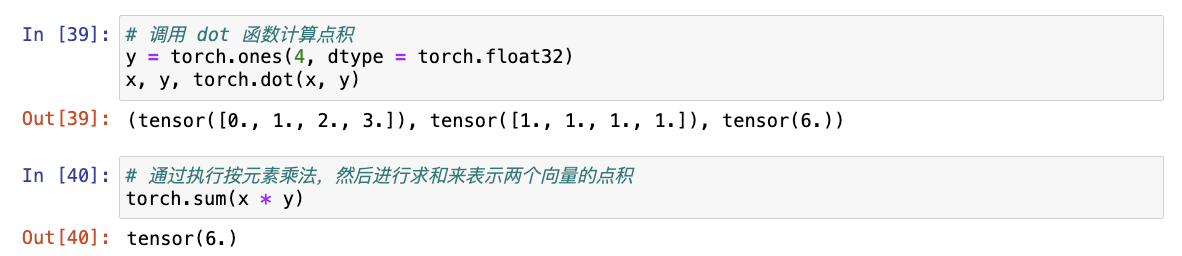 In [39]: # 调用 dot 函数计算点积
y = torch.ones(4, dtype = torch.float32)
x, y, torch.dot(x, y)
Out[39]: (tensor([0., 1., 2., 3.]), tensor([1., 1., 1., 1.]), tensor(6.))
In [40]: # 通过执行按元素乘法, 然后进行求和来表示两个向量的点积
torch.sum(x * y)
Out[40]: tensor(6.)